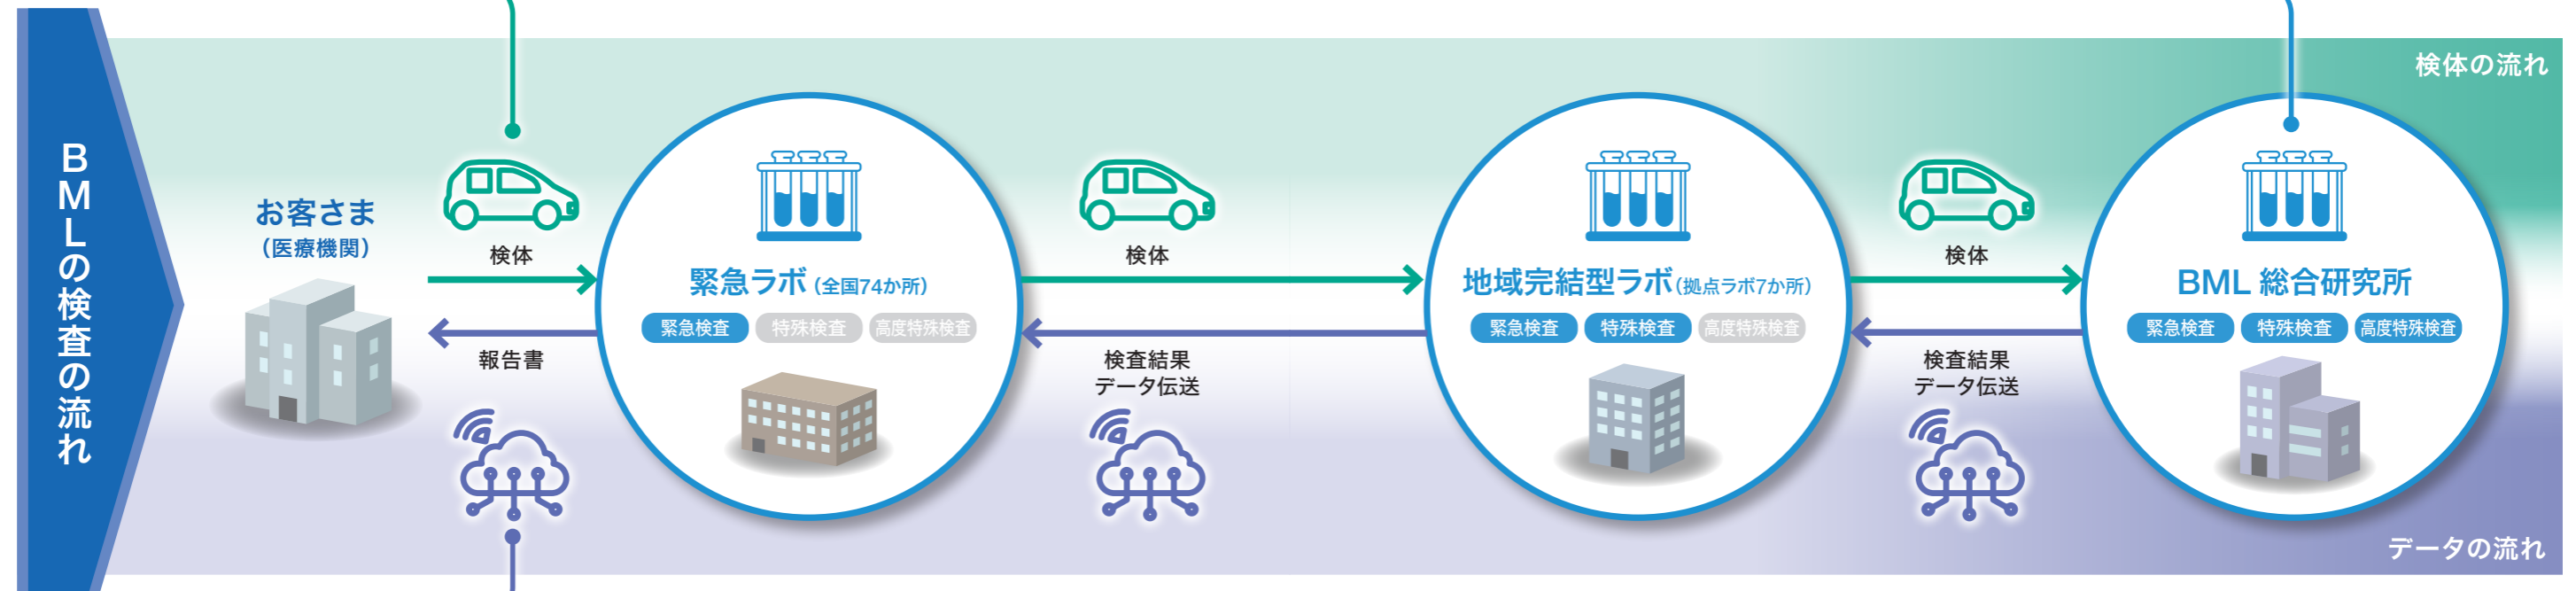 BMLの検査の流れ
検体の流れ
お客さま
（医療機関）
検体
報告書
緊急ラボ（全国74か所）
緊急検査 特殊検査 高度特殊検査
検体
検査結果
データ伝送
地域完結型ラボ（拠点ラボ7か所）
緊急検査 特殊検査 高度特殊検査
検体
検査結果
データ伝送
BML 総合研究所
緊急検査 特殊検査 高度特殊検査
データの流れ